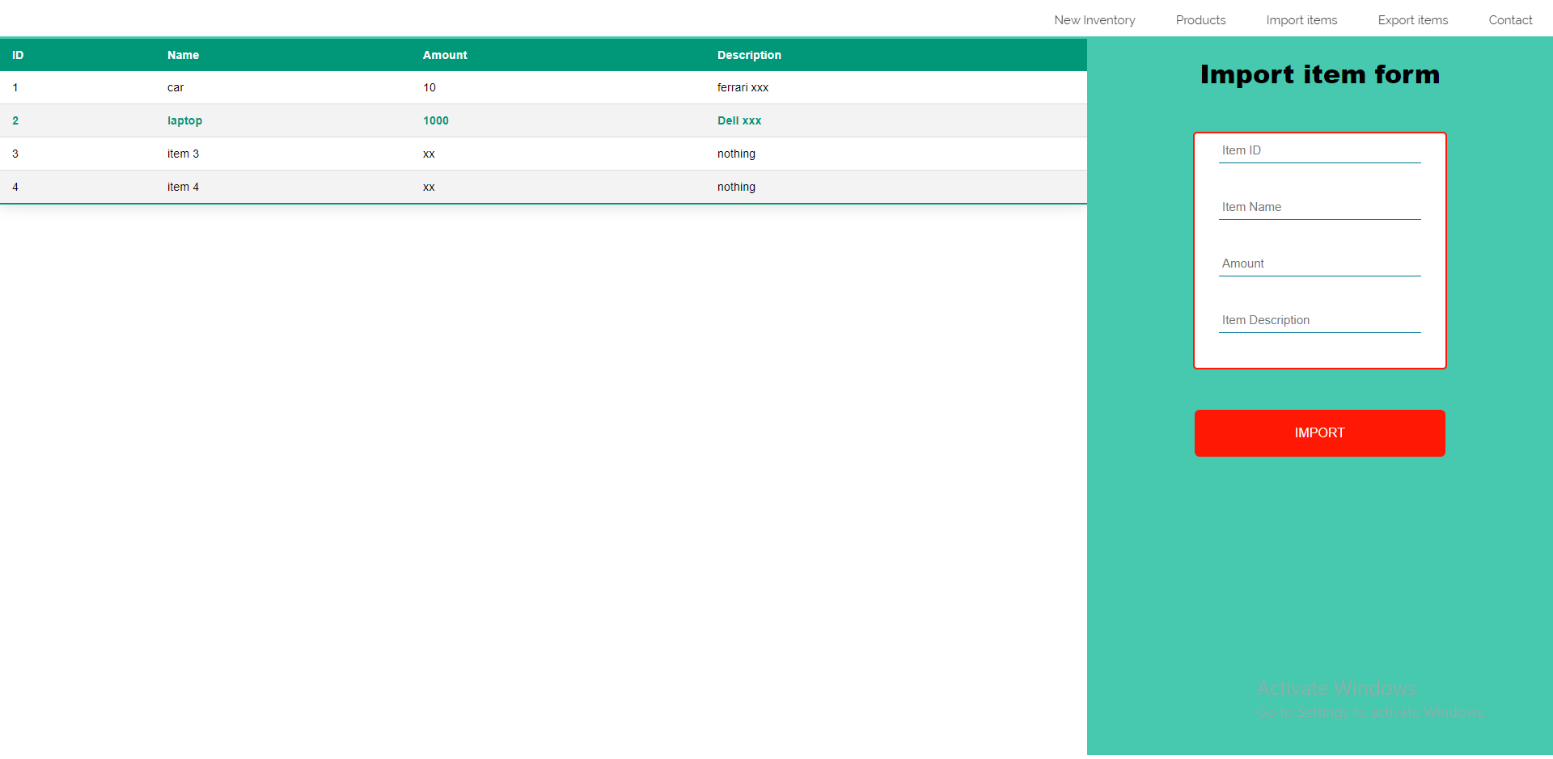 New Inventory Products Import items Export items Contact
ID Name Amount Description
1 car 10 ferrari xxx
2 laptop 1000 Dell xxx
3 item 3 xx nothing
4 item 4 xx nothing
Import item form
Item ID
Item Name
Amount
Item Description
IMPORT
Activate Windows
Go to Settings to activate Windows.